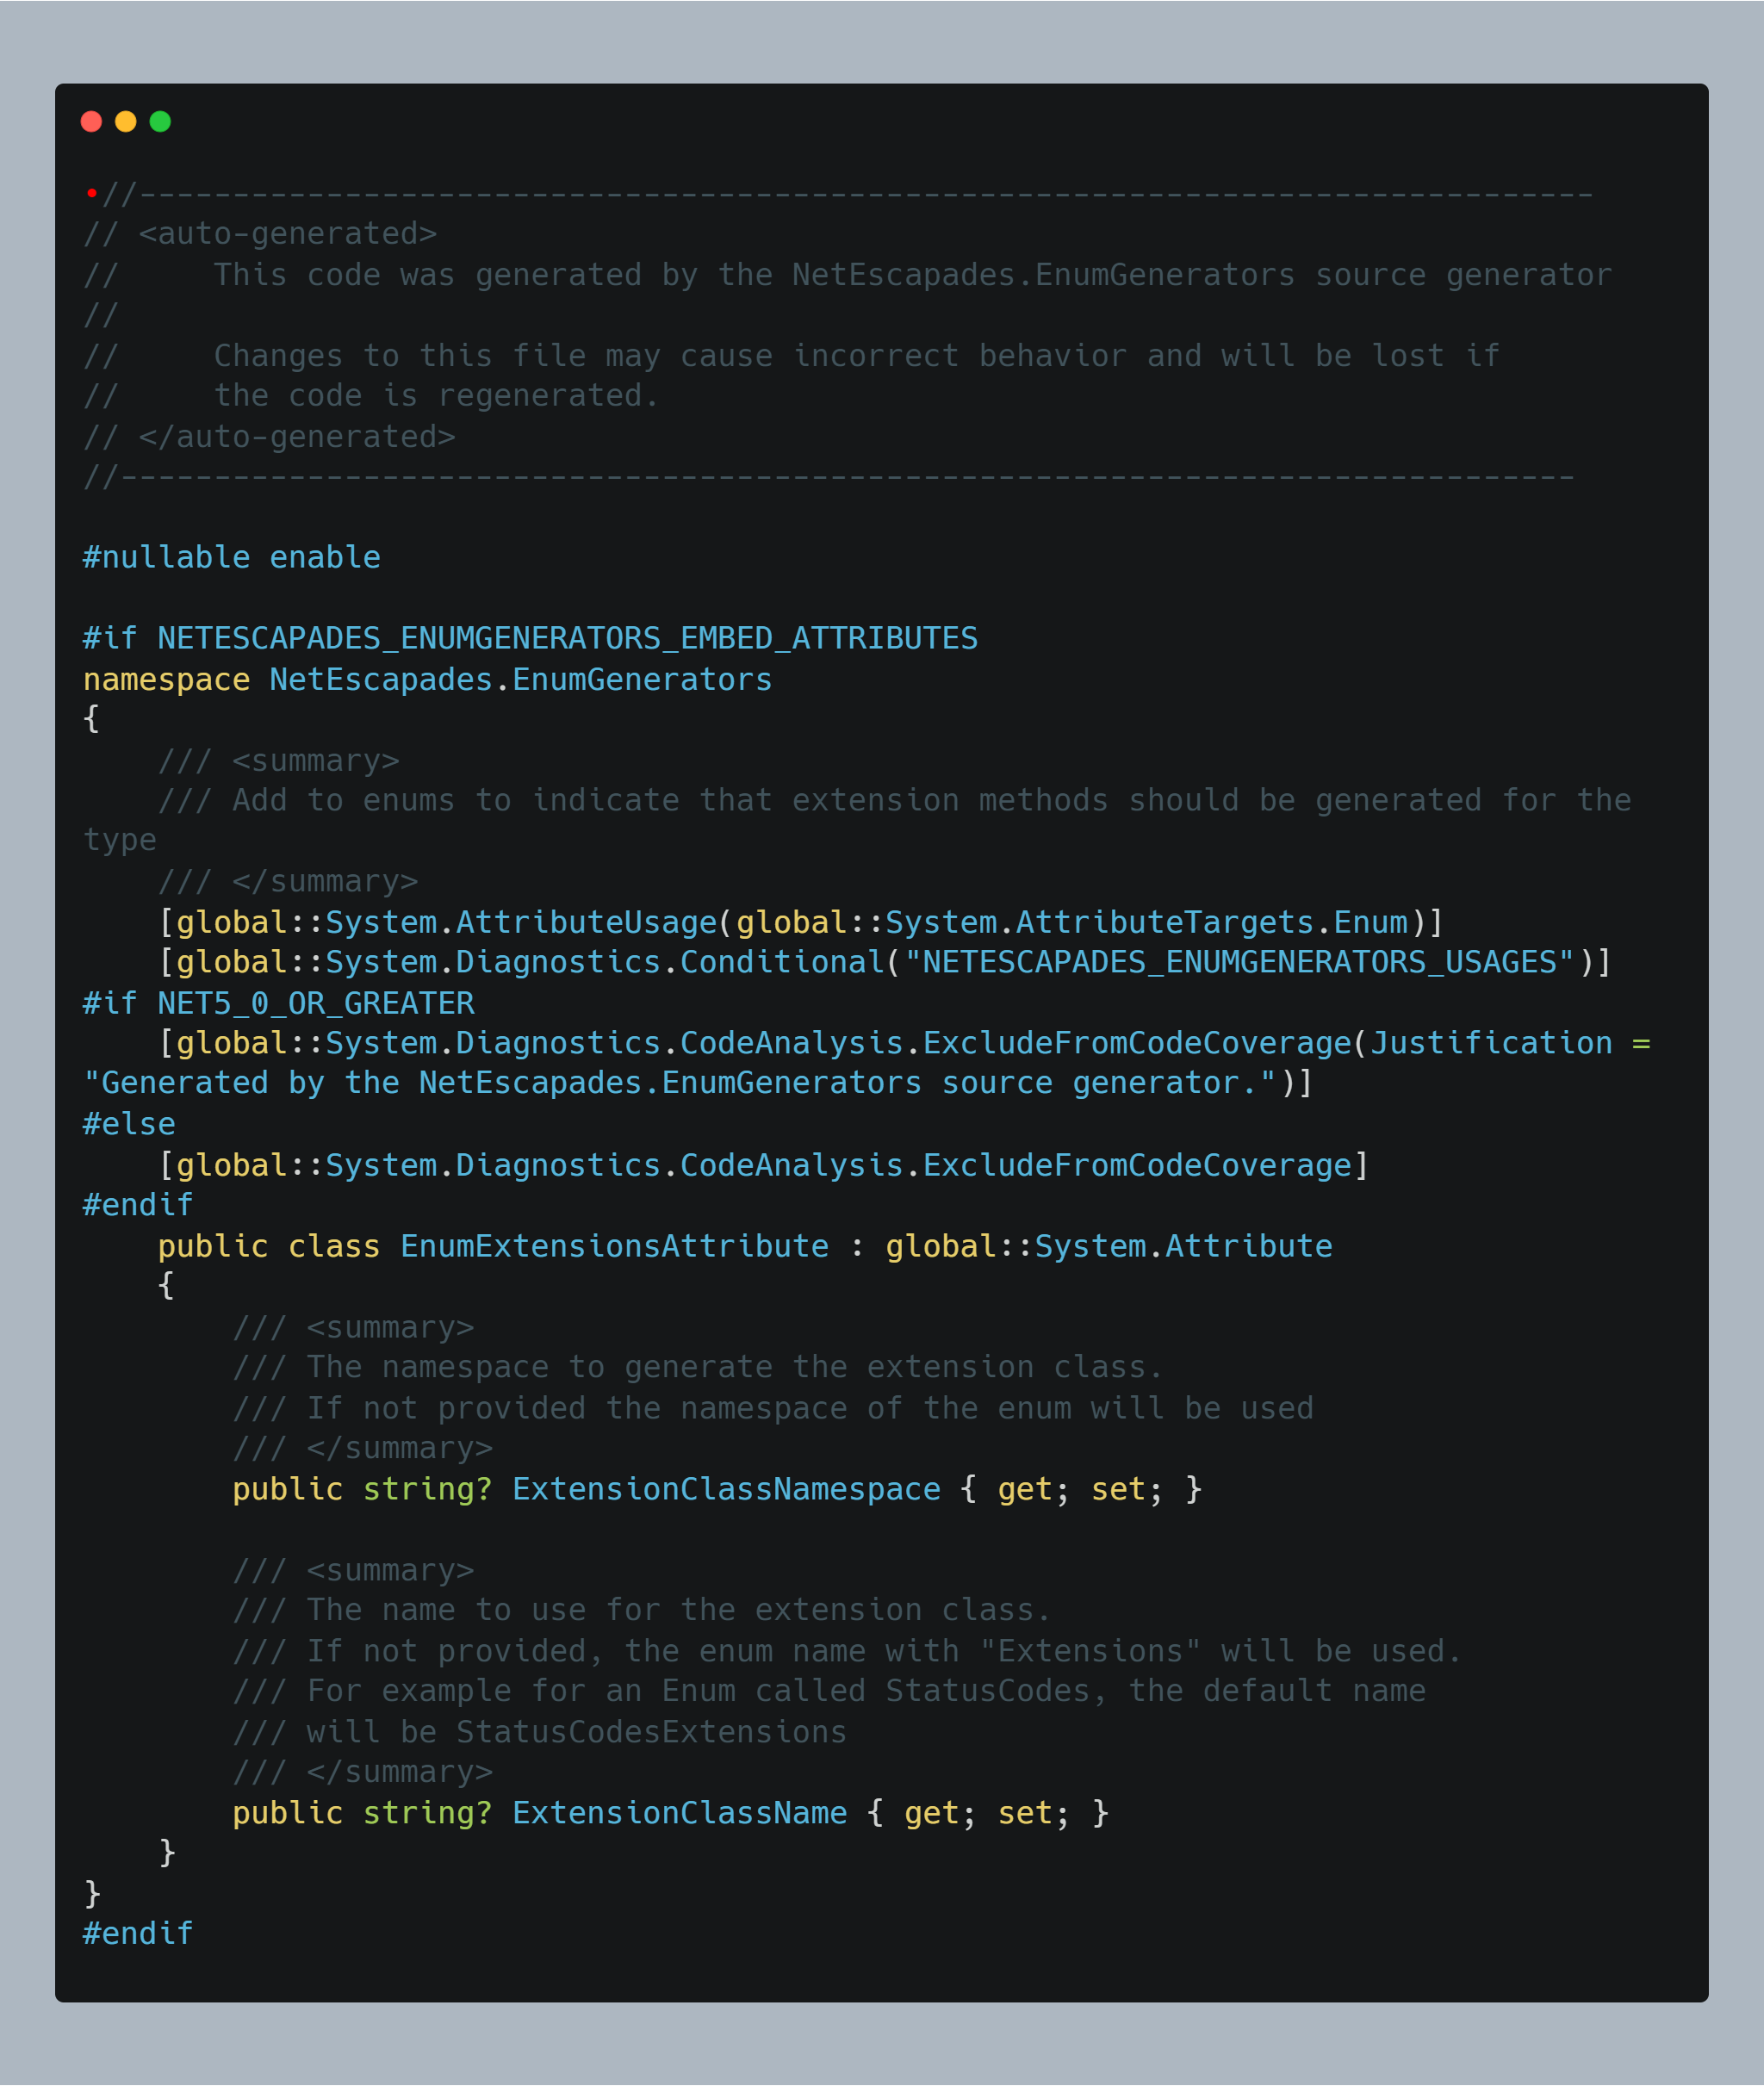 •//------------------------------------------------------------------------------
// <auto-generated>
//     This code was generated by the NetEscapades.EnumGenerators source generator
//
//     Changes to this file may cause incorrect behavior and will be lost if
//     the code is regenerated.
// </auto-generated>
//------------------------------------------------------------------------------

#nullable enable

#if NETESCAPADES_ENUMGENERATORS_EMBED_ATTRIBUTES
namespace NetEscapades.EnumGenerators
{
    /// <summary>
    /// Add to enums to indicate that extension methods should be generated for the
type
    /// </summary>
    [global::System.AttributeUsage(global::System.AttributeTargets.Enum)]
    [global::System.Diagnostics.Conditional("NETESCAPADES_ENUMGENERATORS_USAGES")]
#if NET5_0_OR_GREATER
    [global::System.Diagnostics.CodeAnalysis.ExcludeFromCodeCoverage(Justification =
"Generated by the NetEscapades.EnumGenerators source generator.")]
#else
    [global::System.Diagnostics.CodeAnalysis.ExcludeFromCodeCoverage]
#endif
    public class EnumExtensionsAttribute : global::System.Attribute
    {
        /// <summary>
        /// The namespace to generate the extension class.
        /// If not provided the namespace of the enum will be used
        /// </summary>
        public string? ExtensionClassNamespace { get; set; }

        /// <summary>
        /// The name to use for the extension class.
        /// If not provided, the enum name with "Extensions" will be used.
        /// For example for an Enum called StatusCodes, the default name
        /// will be StatusCodesExtensions
        /// </summary>
        public string? ExtensionClassName { get; set; }
    }
}
#endif